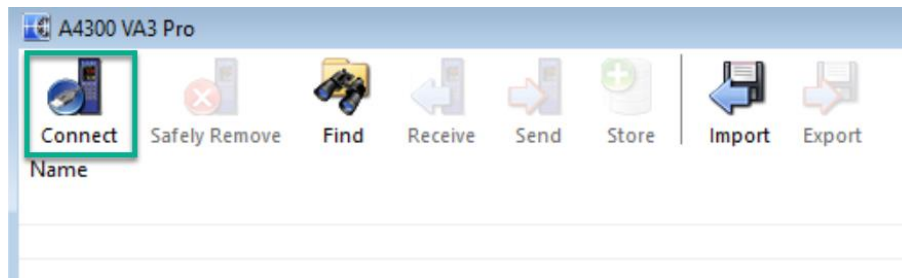 A4300 VA3 Pro
Connect Safely Remove Find Receive Send Store Import Export
Name